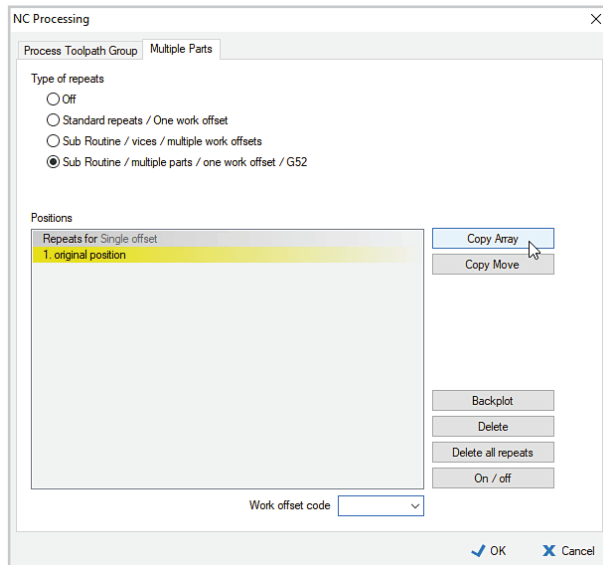 NC Processing
Process Toolpath Group
Multiple Parts
Type of repeats
Off
Standard repeats / One work offset
Sub Routine / vices / multiple work offsets
Sub Routine / multiple parts / one work offset / G52
Positions
Repeats for Single offset
1. original position
Copy Array
Copy Move
Backplot
Delete
Delete all repeats
On / off
Work offset code
OK
Cancel